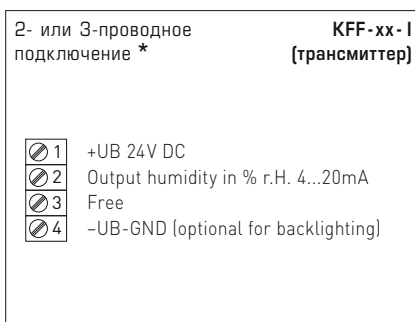 2- или 3-проводное KFF-xx-I
подключение * (трансмиттер)
1 +UB 24V DC
2 Output humidity in % r.H. 4...20mA
3 Free
4 –UB-GND (optional for backlighting)